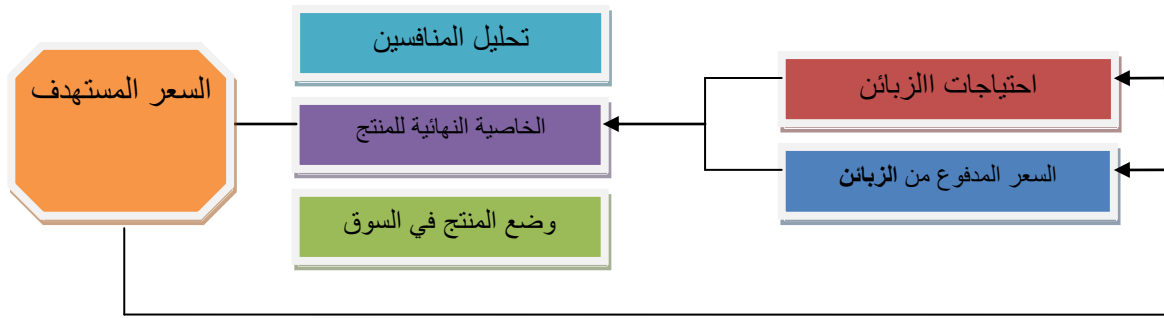 تحليل المنافسين
السعر المستهدف
احتياجات االزبائن
الخاصية النهائية للمنتج
السعر المدفوع من الزبائن
وضع المنتج في السوق